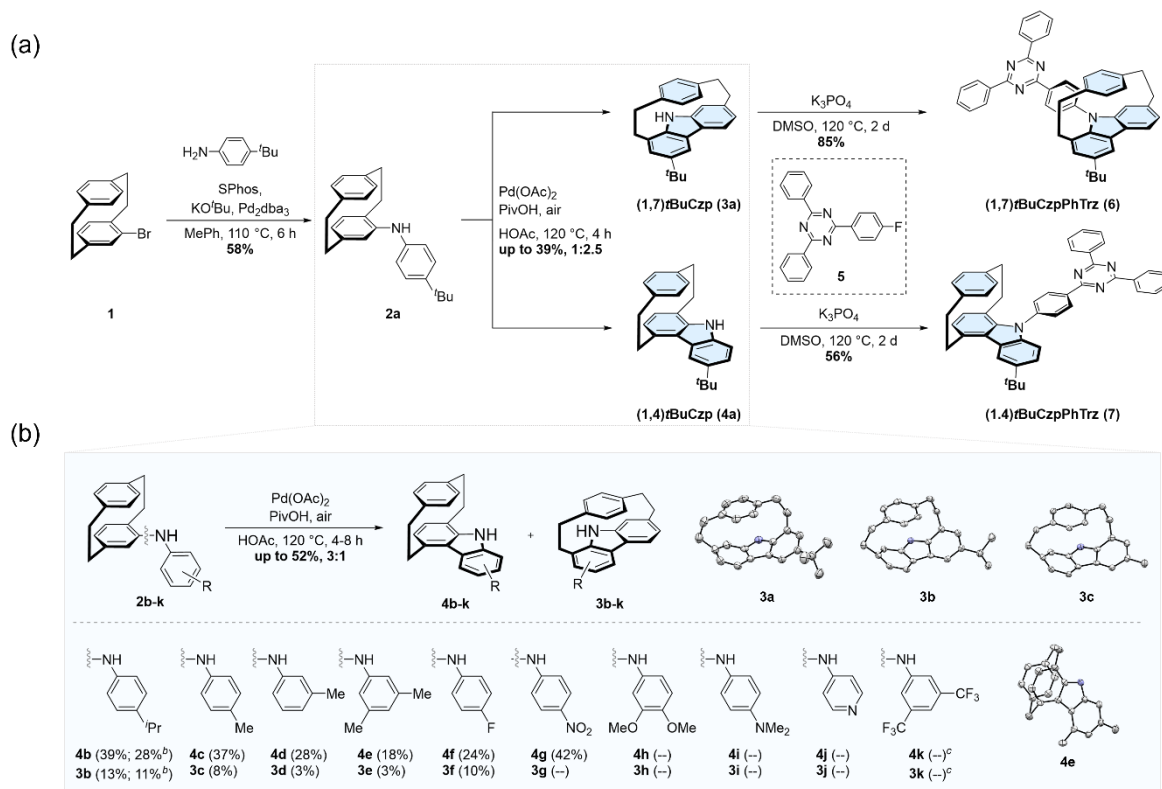 (a)
H₂N
ᵗBu
SPhos,
KOᵗBu, Pd₂dba₃
MePh, 110 °C, 6 h
58%
Br
1
NH
ᵗBu
2a
Pd(OAc)₂
PivOH, air
HOAc, 120 °C, 4 h
up to 39%, 1:2.5
HN
ᵗBu
(1,7)tBuCzp (3a)
NH
ᵗBu
(1,4)tBuCzp (4a)
K₃PO₄
DMSO, 120 °C, 2 d
85%
N
N
N
F
5
K₃PO₄
DMSO, 120 °C, 2 d
56%
N
N
N
N
ᵗBu
(1,7)tBuCzpPhTrz (6)
N
N
N
N
ᵗBu
(1.4)tBuCzpPhTrz (7)
(b)
NH
R
2b-k
Pd(OAc)₂
PivOH, air
HOAc, 120 °C, 4-8 h
up to 52%, 3:1
NH
R
4b-k
+
HN
R
3b-k
3a
3b
3c
NH
ⁱPr
4b (39%; 28%ᵇ)
3b (13%; 11%ᵇ)
NH
Me
4c (37%)
3c (8%)
NH
Me
4d (28%)
3d (3%)
NH
Me
Me
4e (18%)
3e (3%)
NH
F
4f (24%)
3f (10%)
NH
NO₂
4g (42%)
3g (--)
NH
MeO
OMe
4h (--)
3h (--)
NH
NMe₂
4i (--)
3i (--)
NH
N
4j (--)
3j (--)
NH
CF₃
F₃C
4k (--)ᶜ
3k (--)ᶜ
4e